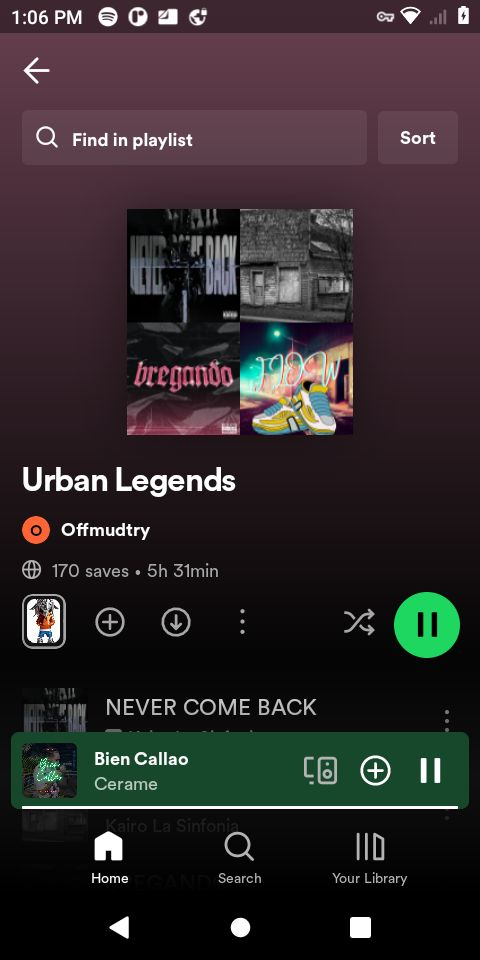 1:06 PM
Find in playlist
Sort
NEVER COME BACK
bregando
FLOW
Urban Legends
O Offmudtry
170 saves • 5h 31min
NEVER COME BACK
Bien Callao
Cerame
Kairo La Sinfonia
Home
Search
Your Library